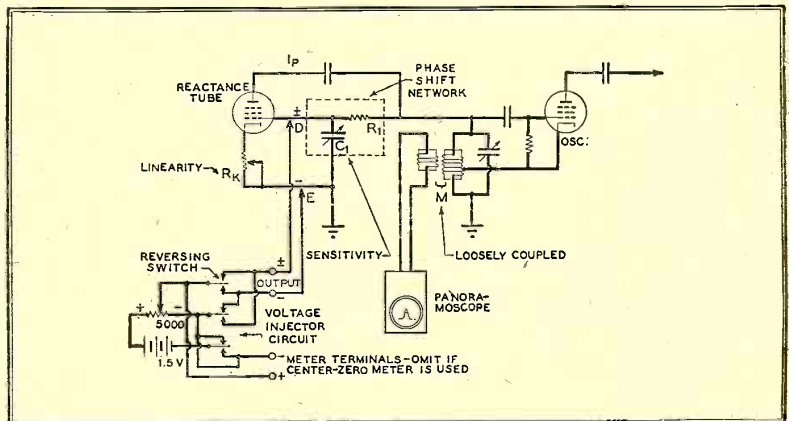 IP
PHASE
SHIFT
NETWORK
REACTANCE
TUBE
±
D
C1
R1
OSC.
LINEARITY
RK
-
E
M
SENSITIVITY
LOOSELY COUPLED
REVERSING
SWITCH
±
OUTPUT
-
PANORA-
MOSCOPE
+
-
5000
VOLTAGE
INJECTOR
CIRCUIT
1.5 V
- METER TERMINALS-OMIT IF
CENTER-ZERO METER IS USED
+